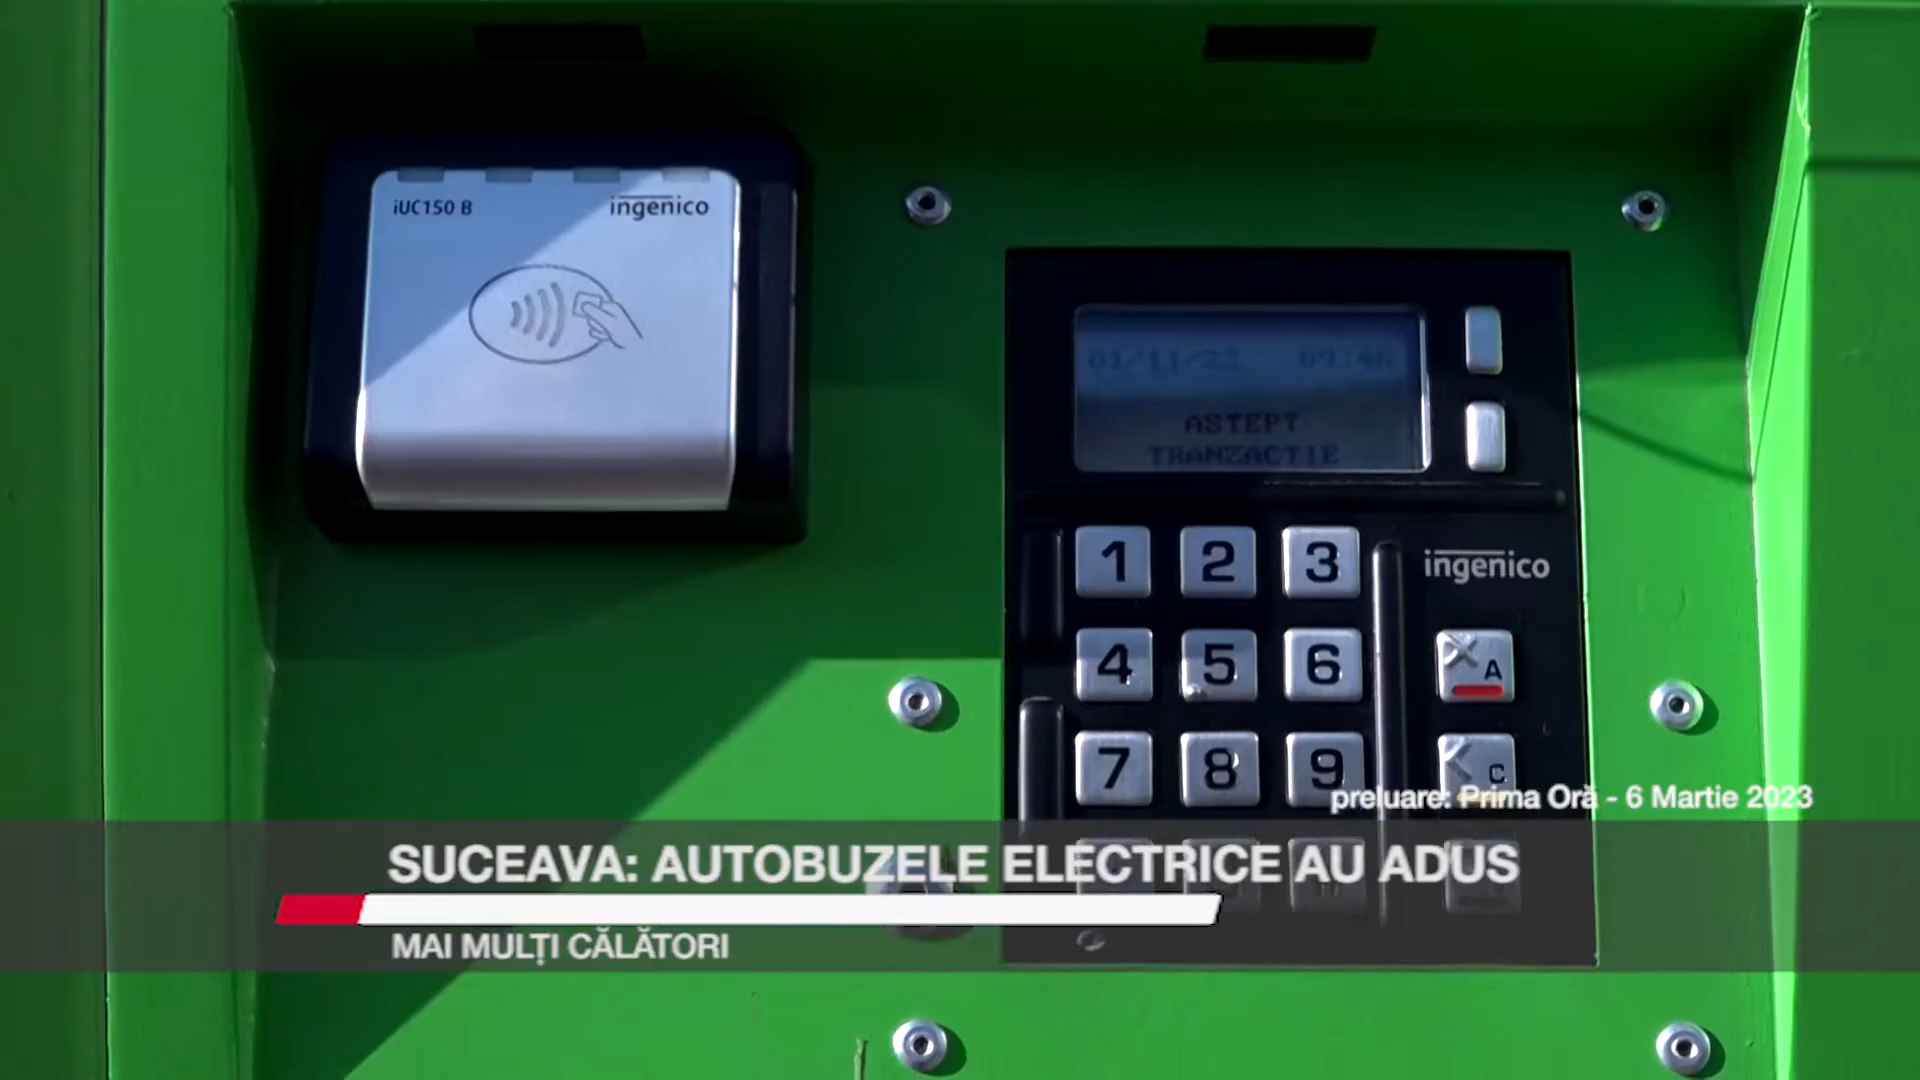 iUC150 B
ingenico
01/11/22 09:46
ASTEPT
TRANZACTIE
1 2 3
ingenico
4 5 6
A
7 8 9
C
preluare: Prima Oră - 6 Martie 2023
SUCEAVA: AUTOBUZELE ELECTRICE AU ADUS
MAI MULȚI CĂLĂTORI